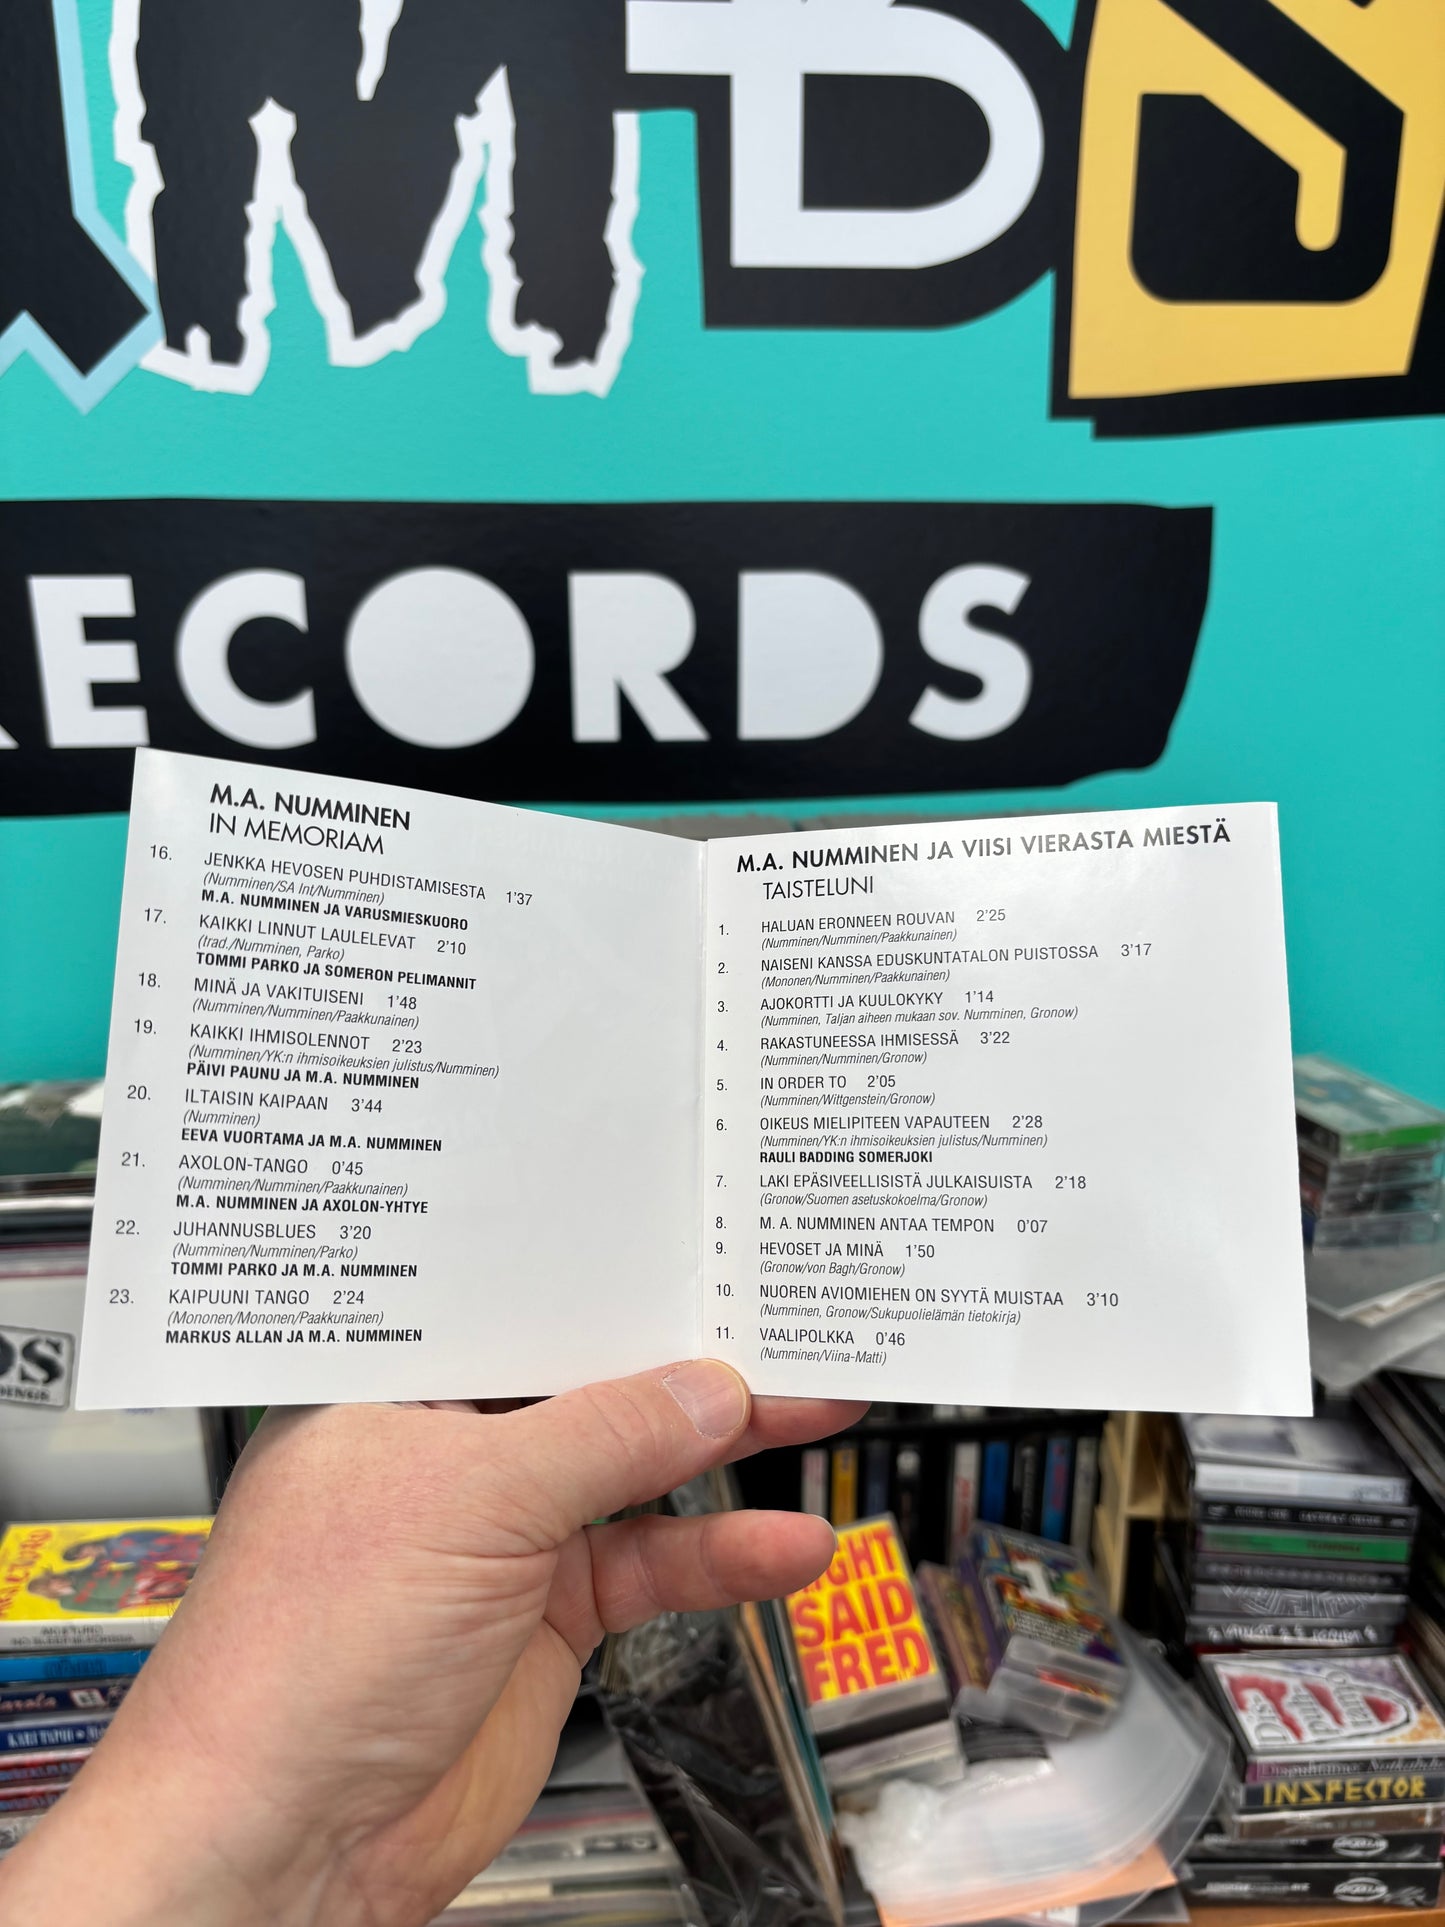 RECORDS
M.A. NUMMINEN
IN MEMORIAM
16. JENKKA HEVOSEN PUHDISTAMISESTA 1'37
(Numminen/SA Int/Numminen)
M.A. NUMMINEN JA VARUSMIESKUORO
17. KAIKKI LINNUT LAULELEVAT 2'10
(trad./Numminen, Parko)
TOMMI PARKO JA SOMERON PELIMANNIT
18. MINÄ JA VAKITUISENI 1'48
(Numminen/Numminen/Paakkunainen)
19. KAIKKI IHMISOLENNOT 2'23
(Numminen/YK:n ihmisoikeuksien julistus/Numminen)
PÄIVI PAUNU JA M.A. NUMMINEN
20. ILTAISIN KAIPAAN 3'44
(Numminen)
EEVA VUORTAMA JA M.A. NUMMINEN
21. AXOLON-TANGO 0'45
(Numminen/Numminen/Paakkunainen)
M.A. NUMMINEN JA AXOLON-YHTYE
22. JUHANNUSBLUES 3'20
(Numminen/Numminen/Parko)
TOMMI PARKO JA M.A. NUMMINEN
23. KAIPUUNI TANGO 2'24
(Mononen/Mononen/Paakkunainen)
MARKUS ALLAN JA M.A. NUMMINEN
M.A. NUMMINEN JA VIISI VIERASTA MIESTÄ
TAISTELUNI
1. HALUAN ERONNEEN ROUVAN 2'25
(Numminen/Numminen/Paakkunainen)
2. NAISENI KANSSA EDUSKUNTATALON PUISTOSSA 3'17
(Mononen/Numminen/Paakkunainen)
3. AJOKORTTI JA KUULOKYKY 1'14
(Numminen, Taljan aiheen mukaan sov. Numminen, Gronow)
4. RAKASTUNEESSA IHMISESSÄ 3'22
(Numminen/Numminen/Gronow)
5. IN ORDER TO 2'05
(Numminen/Wittgenstein/Gronow)
6. OIKEUS MIELIPITEEN VAPAUTEEN 2'28
(Numminen/YK:n ihmisoikeuksien julistus/Numminen)
RAULI BADDING SOMERJOKI
7. LAKI EPÄSIVEELLISISTÄ JULKAISUISTA 2'18
(Gronow/Suomen asetuskokoelma/Gronow)
8. M. A. NUMMINEN ANTAA TEMPON 0'07
9. HEVOSET JA MINÄ 1'50
(Gronow/von Bagh/Gronow)
10. NUOREN AVIOMIEHEN ON SYYTÄ MUISTAA 3'10
(Numminen, Gronow/Sukupuolielämän tietokirja)
11. VAALIPOLKKA 0'46
(Numminen/Viina-Matti)
SAID
FRED
INSPECTOR